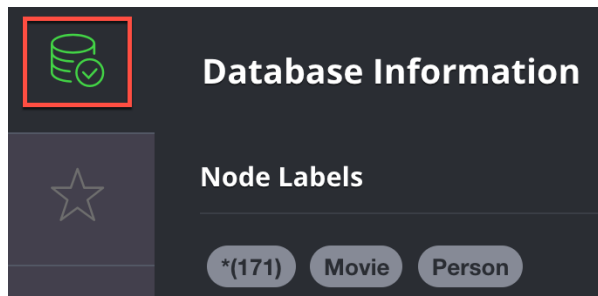 Database Information
Node Labels
*(171) Movie Person